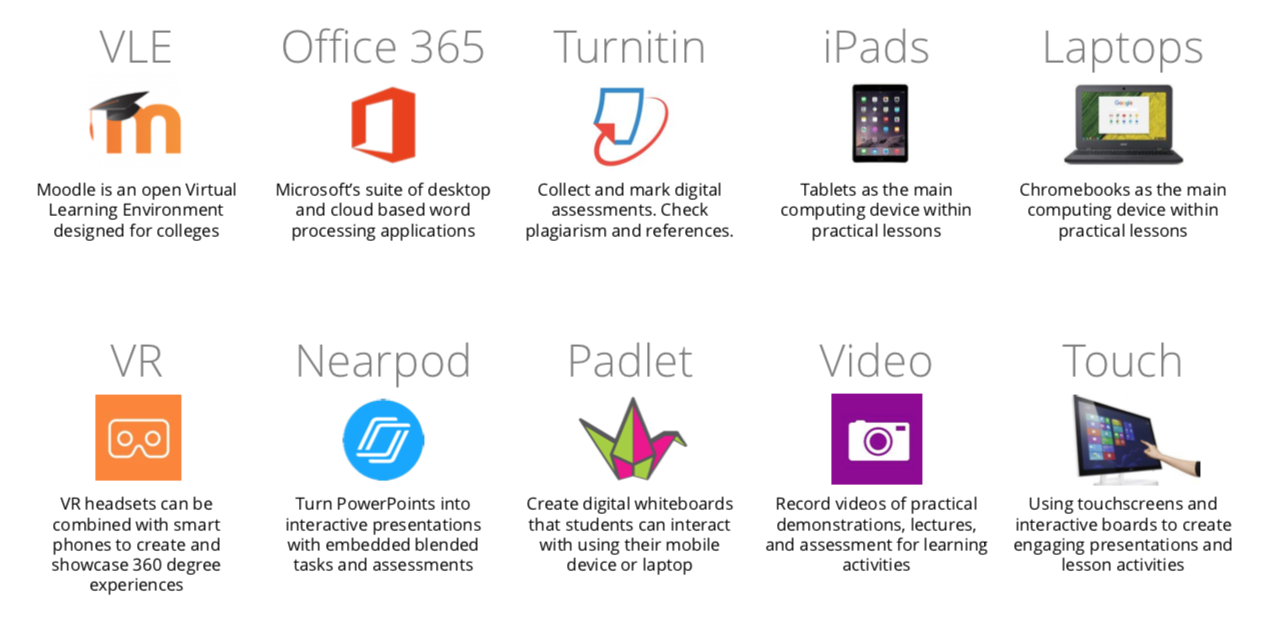 VLE
Office 365
Turnitin
iPads
Laptops
Google
Moodle is an open Virtual
Learning Environment
designed for colleges
Microsoft's suite of desktop
and cloud based word
processing applications
Collect and mark digital
assessments. Check
plagiarism and references.
Tablets as the main
computing device within
practical lessons
Chromebooks as the main
computing device within
practical lessons
VR
Nearpod
Padlet
Video
Touch
VR headsets can be
combined with smart
phones to create and
showcase 360 degree
experiences
Turn PowerPoints into
interactive presentations
with embedded blended
tasks and assessments
Create digital whiteboards
that students can interact
with using their mobile
device or laptop
Record videos of practical
demonstrations, lectures,
and assessment for learning
activities
Using touchscreens and
interactive boards to create
engaging presentations and
lesson activities